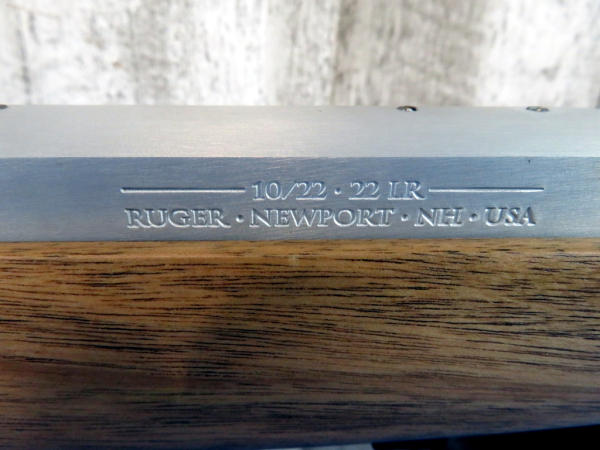 10/22 · 22 LR
RUGER · NEWPORT · NH · USA